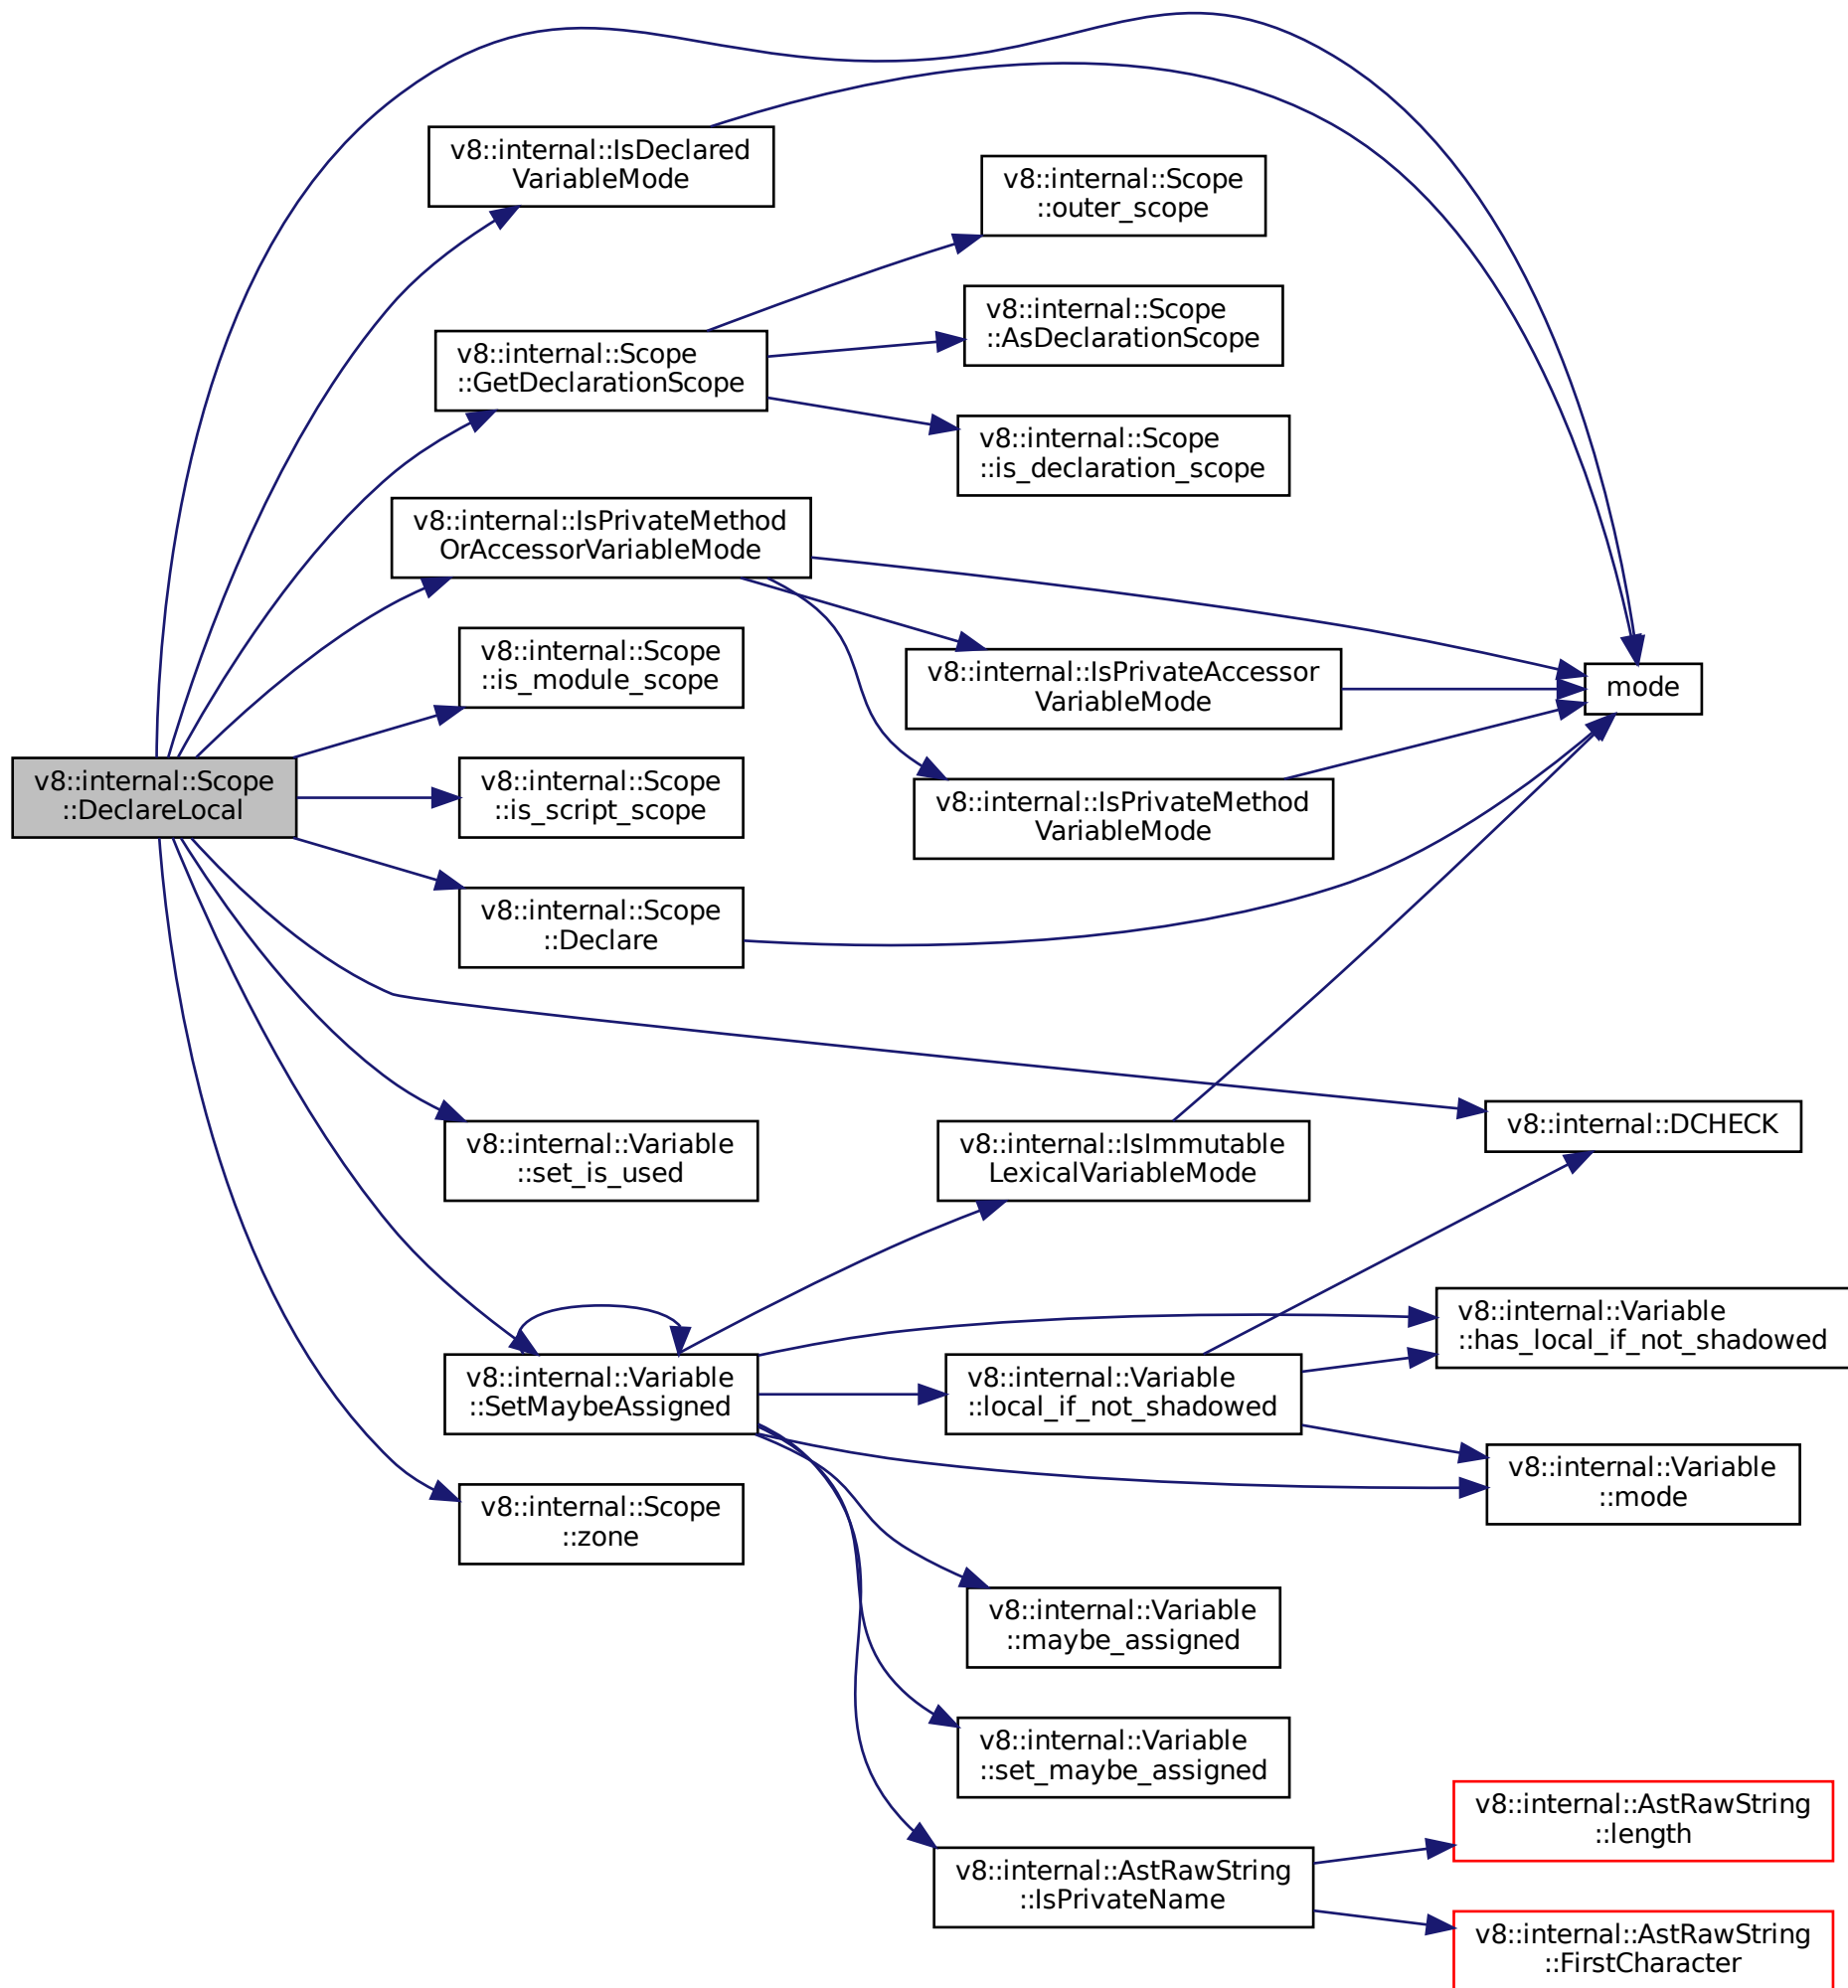 v8::internal::IsDeclared
VariableMode
v8::internal::Scope
::outer_scope
v8::internal::Scope
::AsDeclarationScope
v8::internal::Scope
::GetDeclarationScope
v8::internal::Scope
::is_declaration_scope
v8::internal::IsPrivateMethod
OrAccessorVariableMode
v8::internal::Scope
::is_module_scope
v8::internal::IsPrivateAccessor
VariableMode
mode
v8::internal::Scope
::DeclareLocal
v8::internal::Scope
::is_script_scope
v8::internal::IsPrivateMethod
VariableMode
v8::internal::Scope
::Declare
v8::internal::Variable
::set_is_used
v8::internal::IsImmutable
LexicalVariableMode
v8::internal::DCHECK
v8::internal::Variable
::has_local_if_not_shadowed
v8::internal::Variable
::SetMaybeAssigned
v8::internal::Variable
::local_if_not_shadowed
v8::internal::Variable
::mode
v8::internal::Scope
::zone
v8::internal::Variable
::maybe_assigned
v8::internal::Variable
::set_maybe_assigned
v8::internal::AstRawString
::length
v8::internal::AstRawString
::IsPrivateName
v8::internal::AstRawString
::FirstCharacter